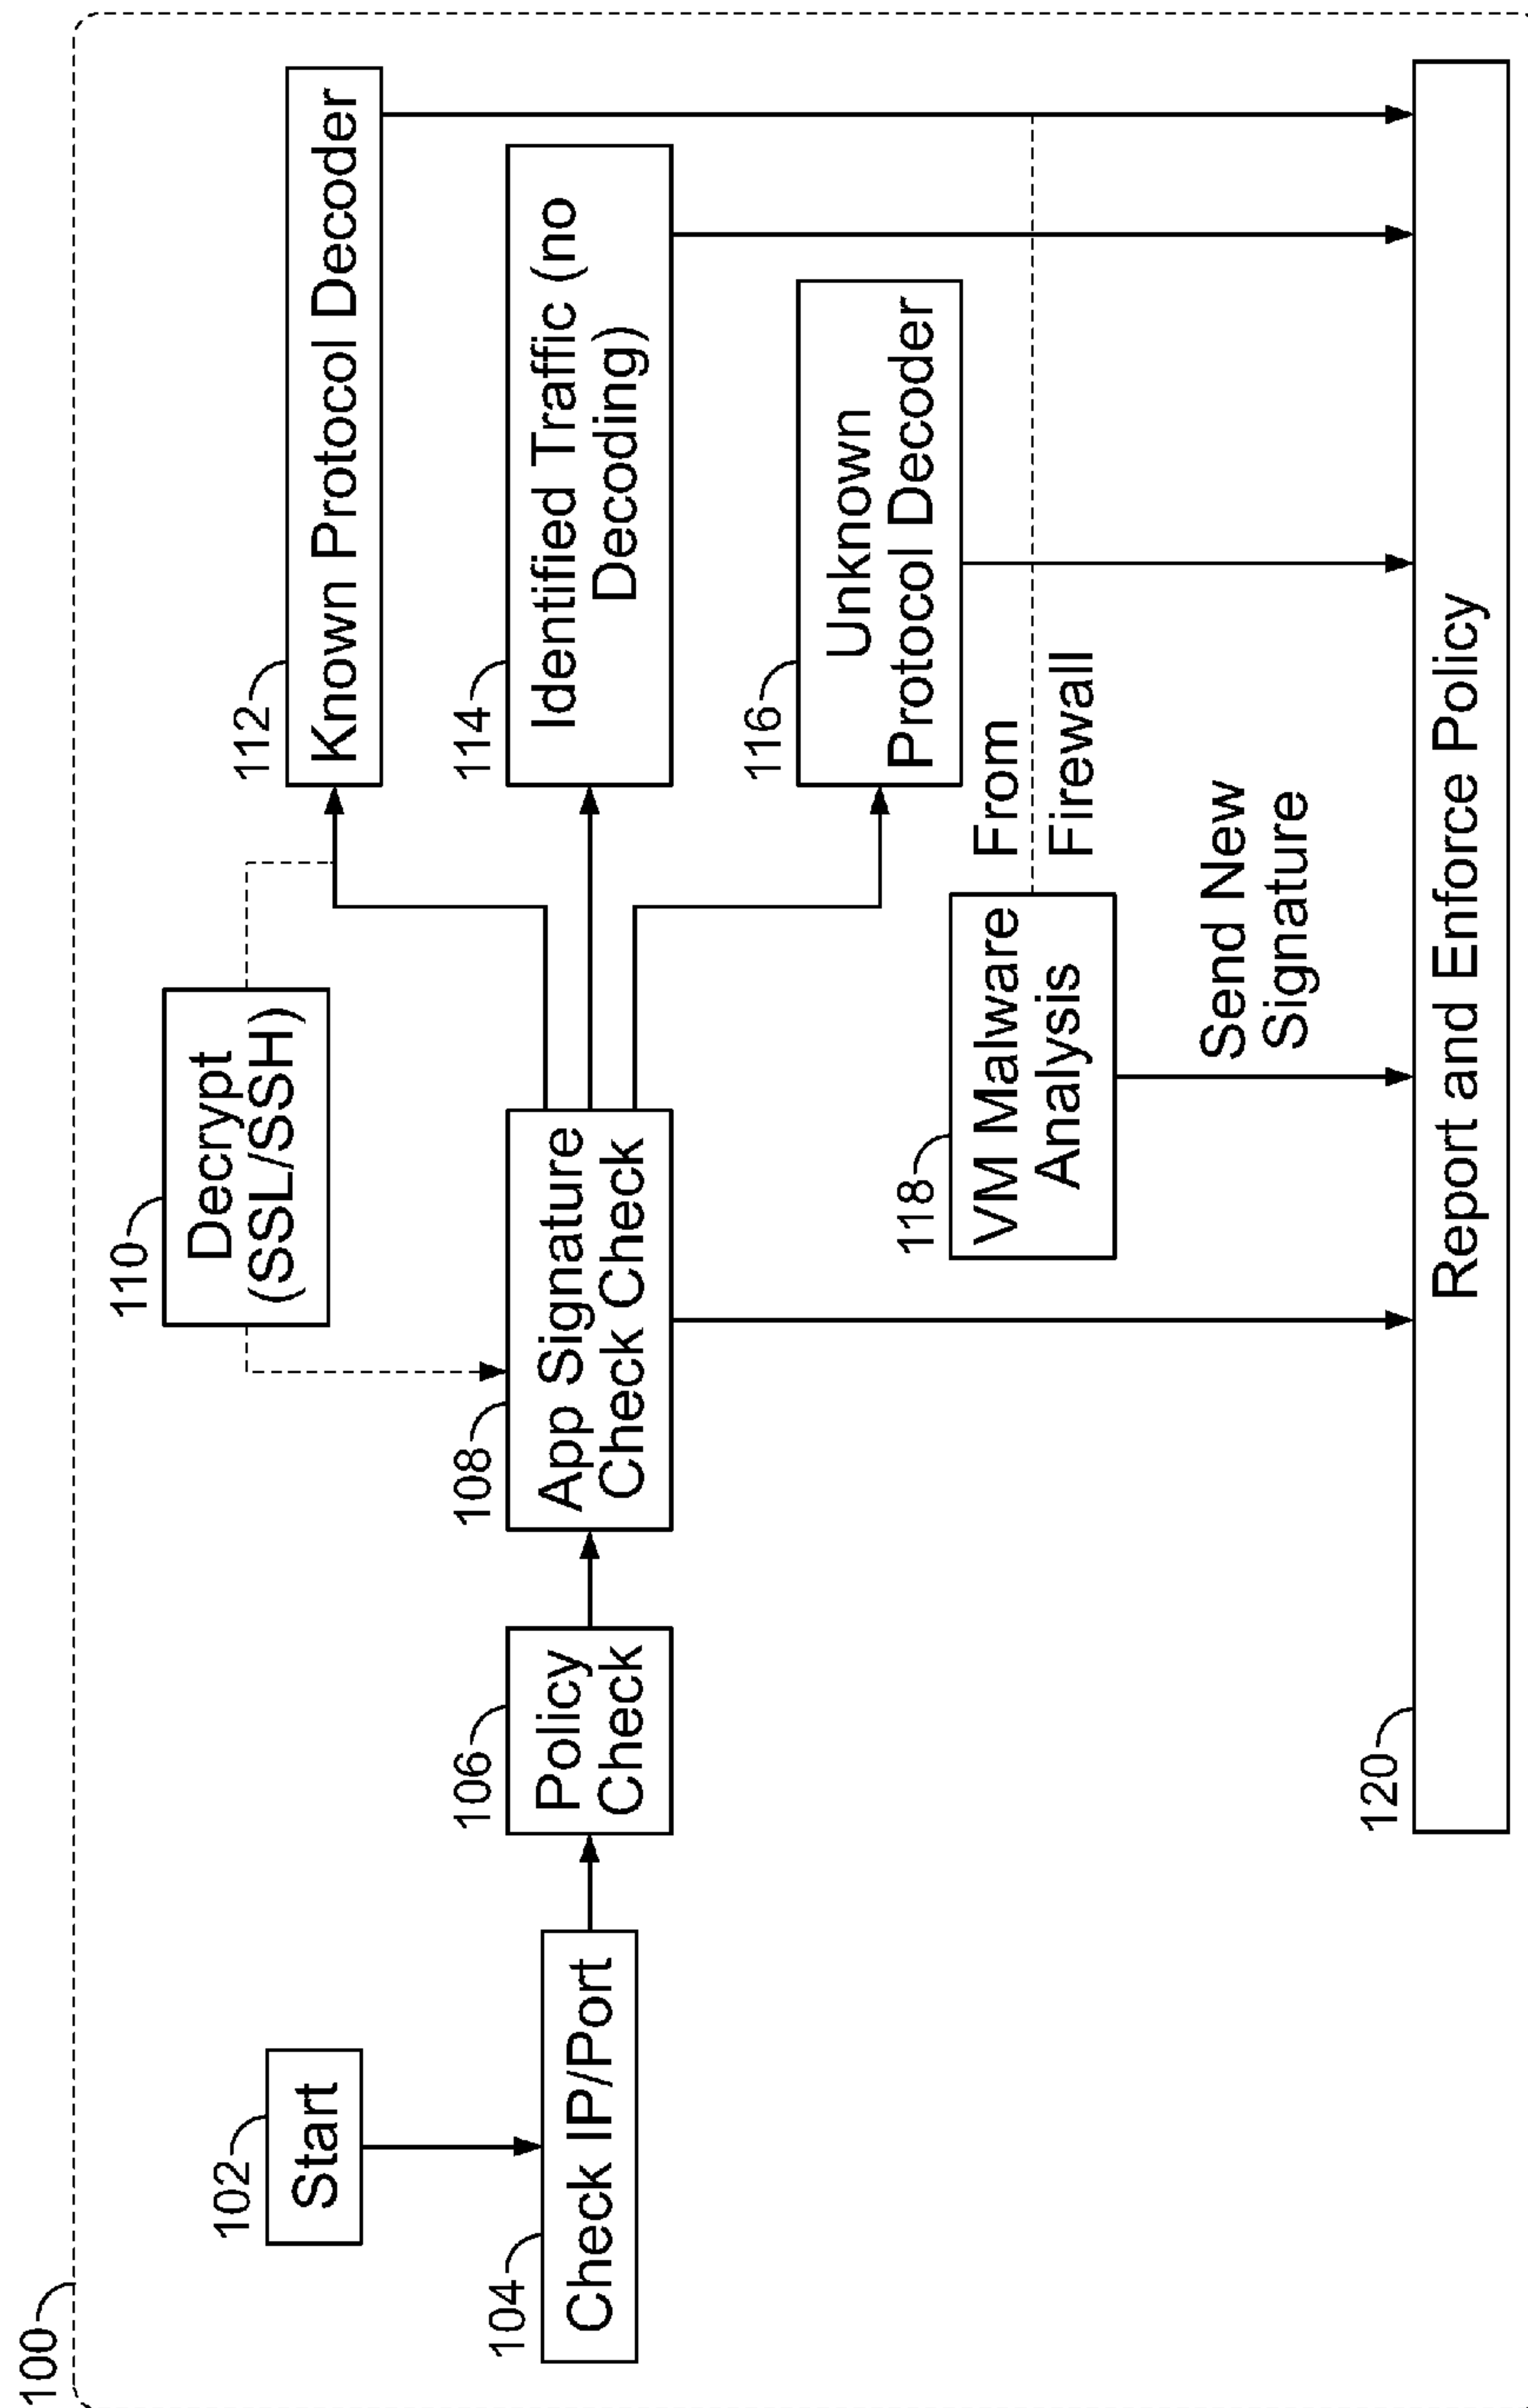 100
102
Start
104
Check IP/Port
106
Policy
Check
108
App Signature
Check Check
110
Decrypt
(SSL/SSH)
112
Known Protocol Decoder
114
Identified Traffic (no
Decoding)
116
Unknown
Protocol Decoder
118
VM Malware
Analysis
From
Firewall
Send New
Signature
120
Report and Enforce Policy